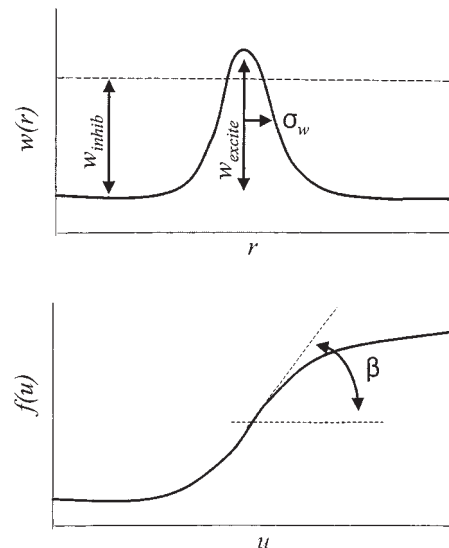 w(r)
w_inhib
w_excite
σ_w
r
f(u)
β
u